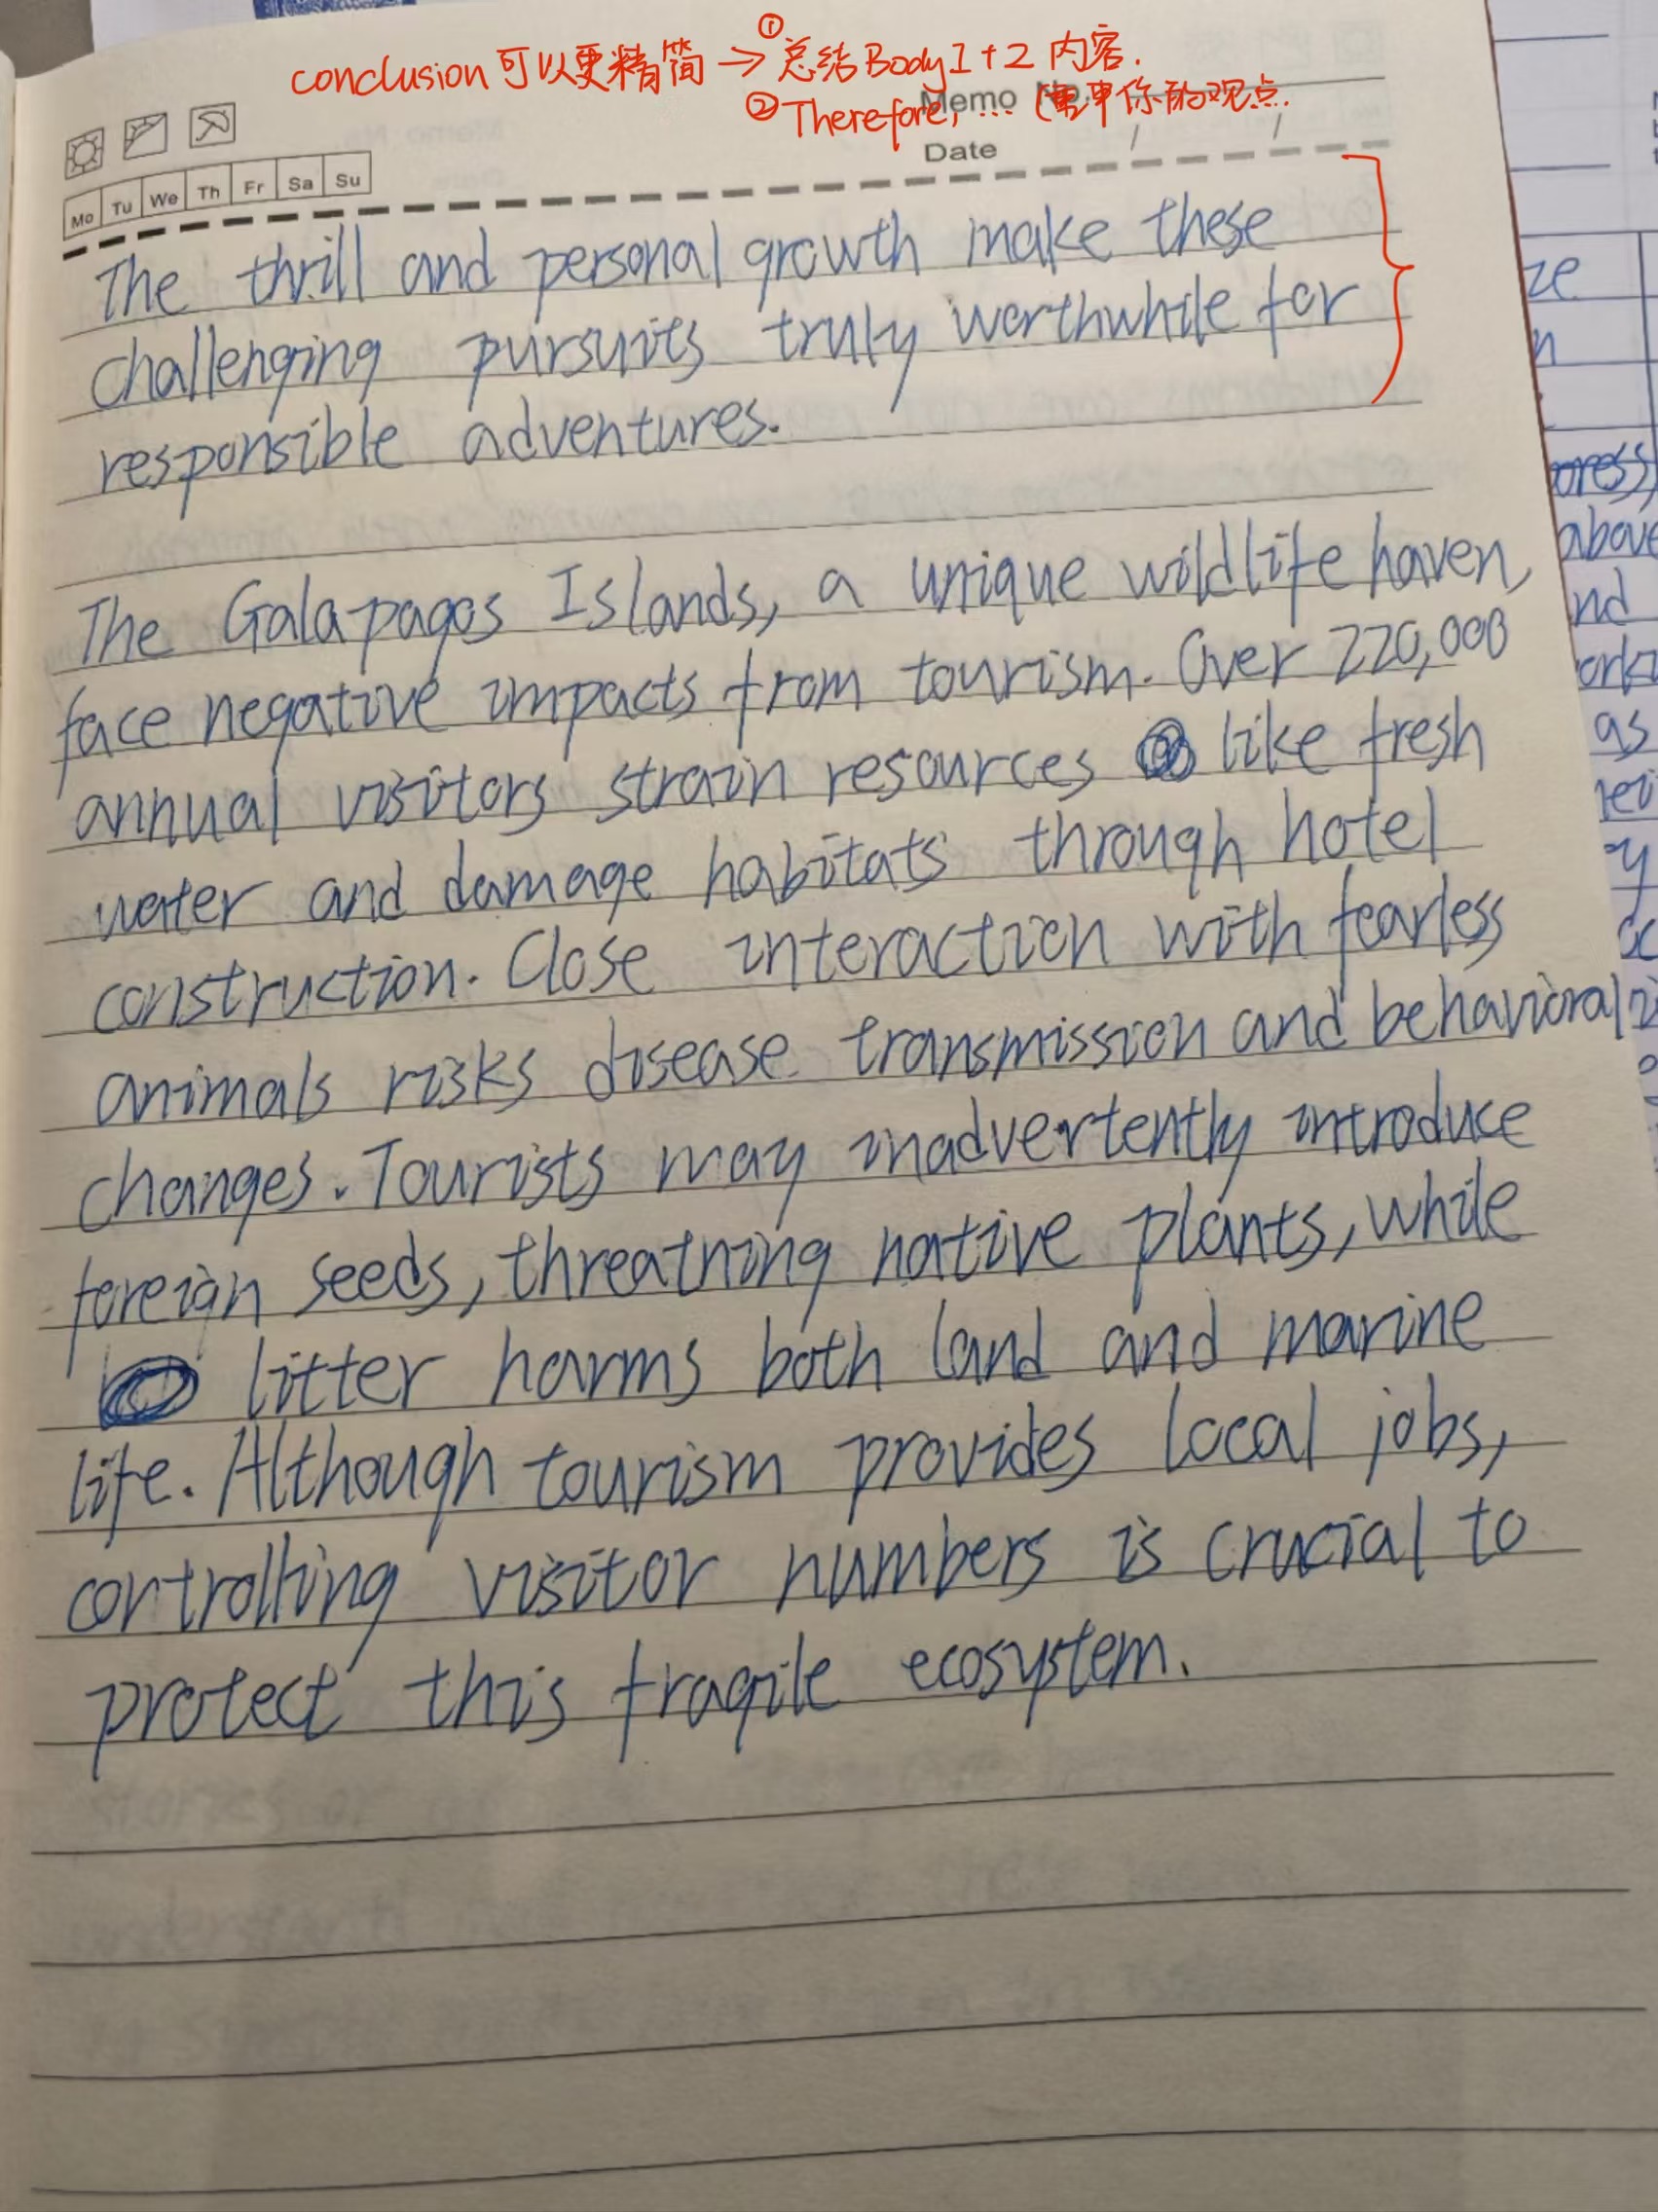 conclusion 可以更精简 → ① 总结 Body 1 + 2 内容.
② Therefore, ... (重申你的观点.
Memo No.
Date / /
Mo Tu We Th Fr Sa Su
The thrill and personal growth make these
challenging pursuits truly worthwhile for
responsible adventures.
The Galapagos Islands, a unique wildlife haven,
face negative impacts from tourism. Over 220,000
annual visitors strain resources like fresh
water and damage habitats through hotel
construction. Close interaction with fearless
animals risks disease transmission and behavioral
changes. Tourists may inadvertently introduce
foreign seeds, threatning native plants, while
litter harms both land and marine
life. Although tourism provides local jobs,
controlling visitor numbers is crucial to
protect this fragile ecosystem.
above
nd
as
y